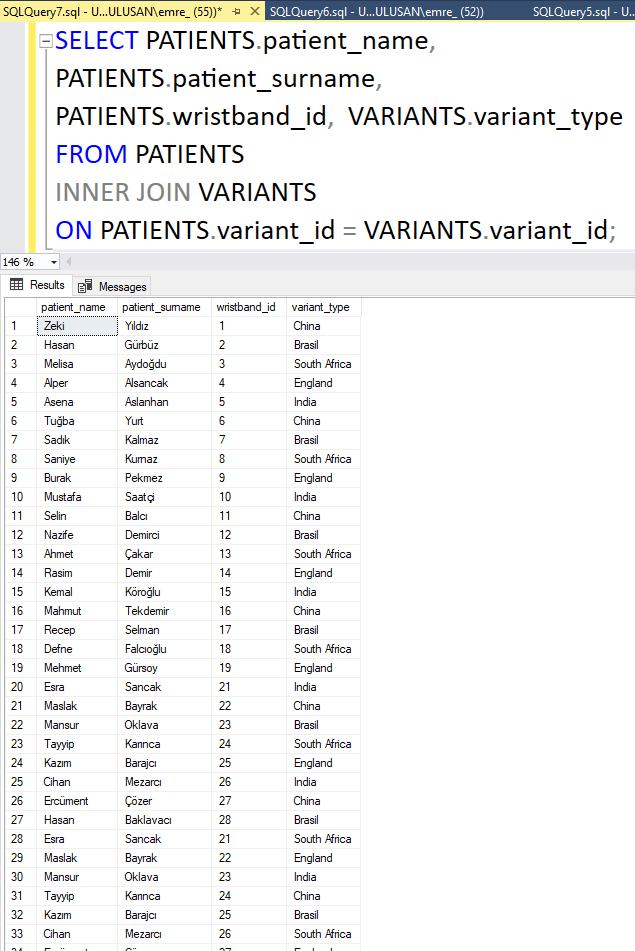 SQLQuery7.sql - U...ULUSAN\emre_ (55))* SQLQuery6.sql - U...ULUSAN\emre_ (52)) SQLQuery5.sql - U...
SELECT PATIENTS.patient_name,
PATIENTS.patient_surname,
PATIENTS.wristband_id, VARIANTS.variant_type
FROM PATIENTS
INNER JOIN VARIANTS
ON PATIENTS.variant_id = VARIANTS.variant_id;
146 %
Results Messages
patient_name patient_surname wristband_id variant_type
1 Zeki Yıldız 1 China
2 Hasan Gürbüz 2 Brasil
3 Melisa Aydoğdu 3 South Africa
4 Alper Alsancak 4 England
5 Asena Aslanhan 5 India
6 Tuğba Yurt 6 China
7 Sadık Kalmaz 7 Brasil
8 Saniye Kurnaz 8 South Africa
9 Burak Pekmez 9 England
10 Mustafa Saatçi 10 India
11 Selin Balcı 11 China
12 Nazife Demirci 12 Brasil
13 Ahmet Çakar 13 South Africa
14 Rasim Demir 14 England
15 Kemal Köroğlu 15 India
16 Mahmut Tekdemir 16 China
17 Recep Selman 17 Brasil
18 Defne Falcıoğlu 18 South Africa
19 Mehmet Gürsoy 19 England
20 Esra Sancak 21 India
21 Maslak Bayrak 22 China
22 Mansur Oklava 23 Brasil
23 Tayyip Karınca 24 South Africa
24 Kazım Barajcı 25 England
25 Cihan Mezarcı 26 India
26 Ercüment Çözer 27 China
27 Hasan Baklavacı 28 Brasil
28 Esra Sancak 21 South Africa
29 Maslak Bayrak 22 England
30 Mansur Oklava 23 India
31 Tayyip Karınca 24 China
32 Kazım Barajcı 25 Brasil
33 Cihan Mezarcı 26 South Africa